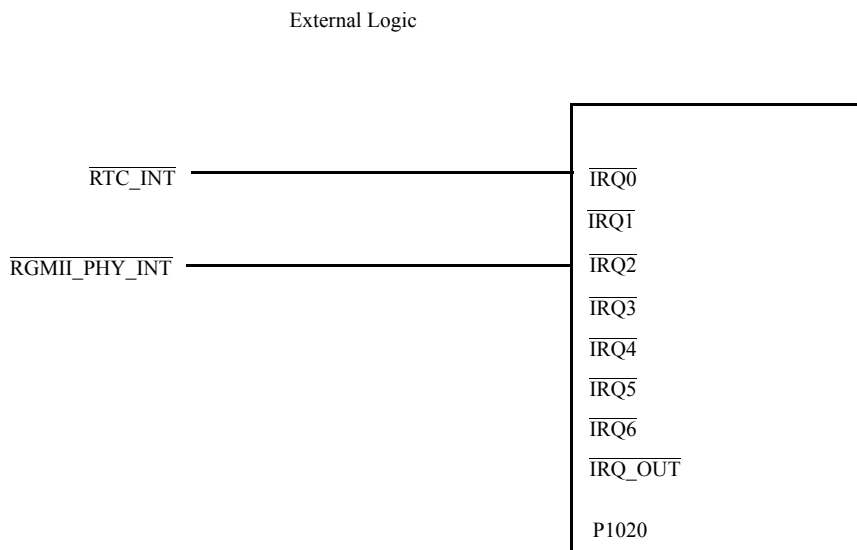 External Logic
RTC_INT IRQ0
IRQ1
RGMII_PHY_INT IRQ2
IRQ3
IRQ4
IRQ5
IRQ6
IRQ_OUT
P1020